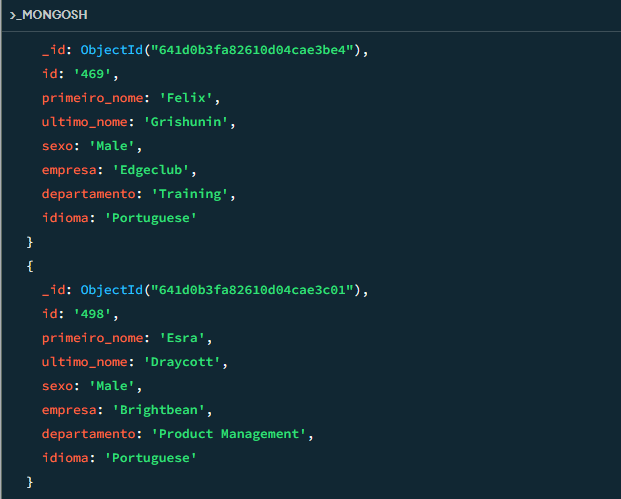 >_MONGOSH
_id: ObjectId("641d0b3fa82610d04cae3be4"),
id: '469',
primeiro_nome: 'Felix',
ultimo_nome: 'Grishunin',
sexo: 'Male',
empresa: 'Edgeclub',
departamento: 'Training',
idioma: 'Portuguese'
}
{
_id: ObjectId("641d0b3fa82610d04cae3c01"),
id: '498',
primeiro_nome: 'Esra',
ultimo_nome: 'Draycott',
sexo: 'Male',
empresa: 'Brightbean',
departamento: 'Product Management',
idioma: 'Portuguese'
}